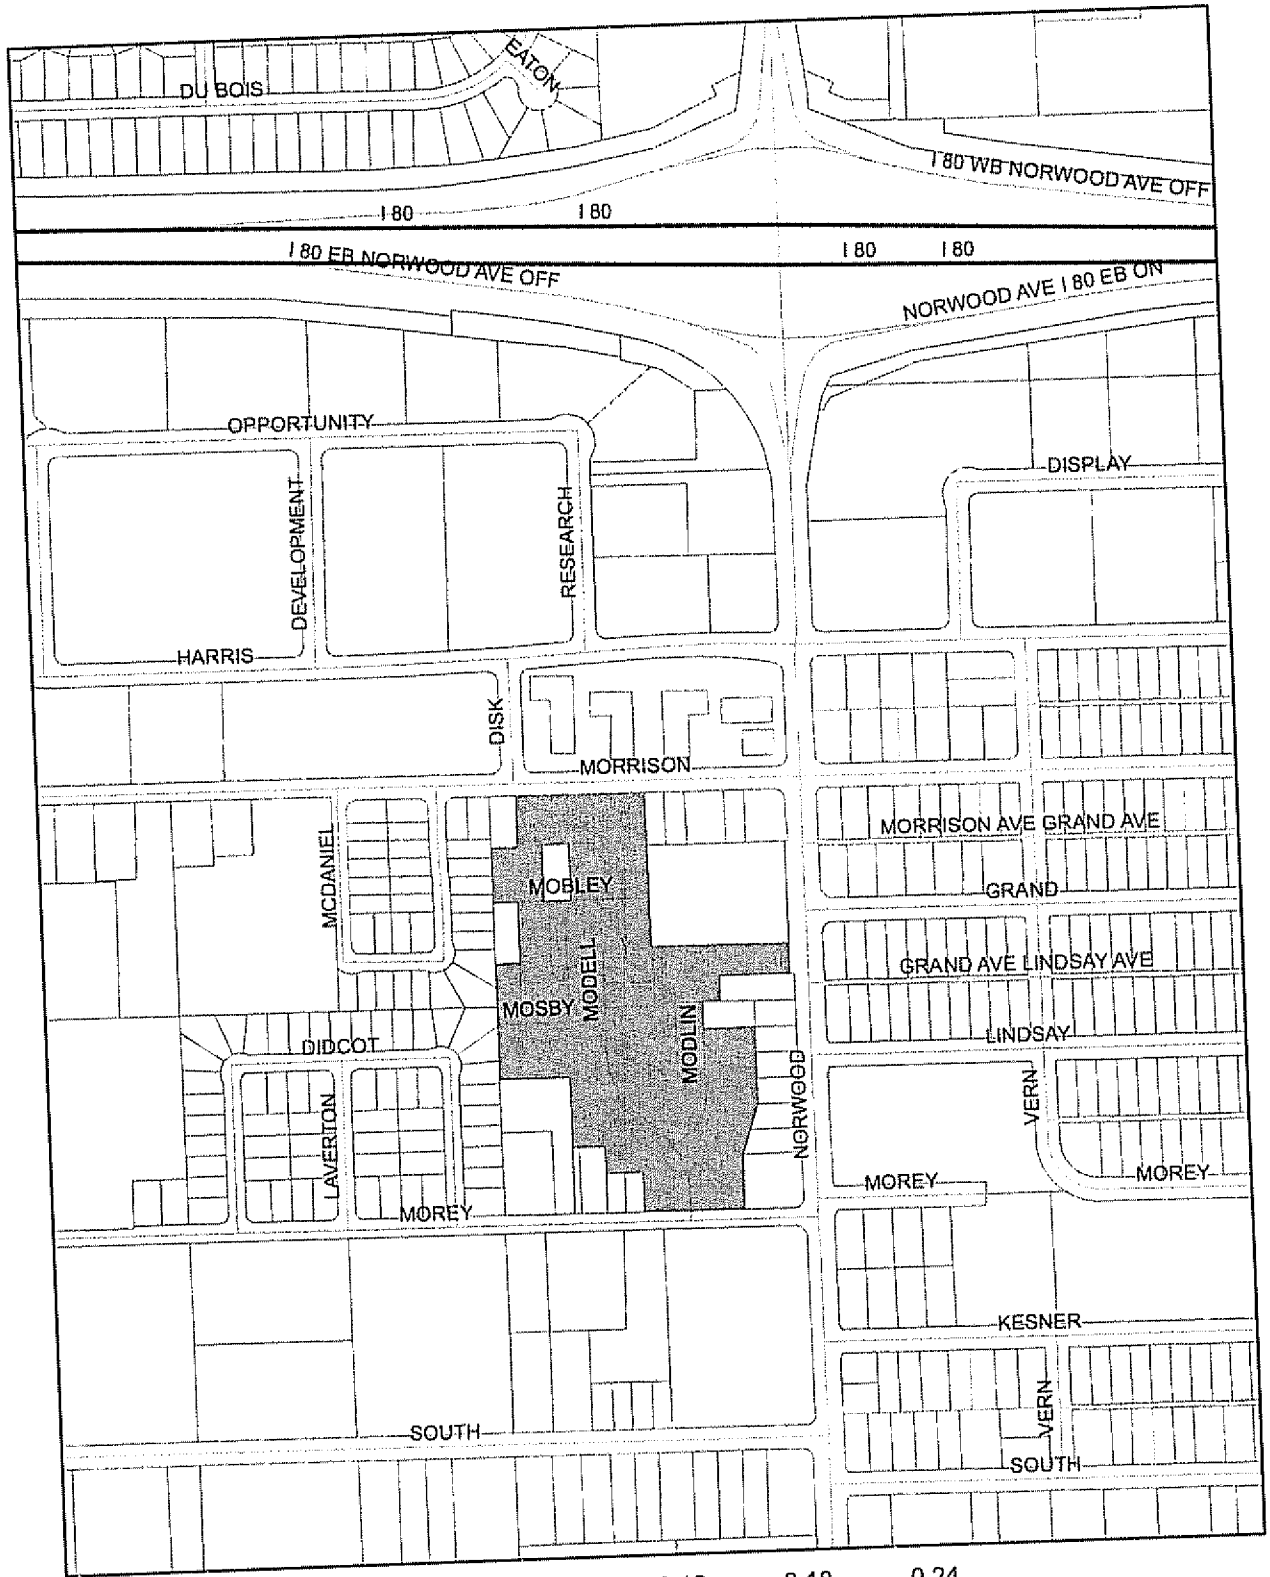 EATON
DU BOIS
I 80 WB NORWOOD AVE OFF
I 80
I 80
I 80 EB NORWOOD AVE OFF
I 80
I 80
NORWOOD AVE I 80 EB ON
OPPORTUNITY
DISPLAY
DEVELOPMENT
RESEARCH
HARRIS
DISK
MORRISON
MCDANIEL
MORRISON AVE GRAND AVE
MOBLEY
GRAND
MODELL
GRAND AVE LINDSAY AVE
MOSBY
MODLIN
LINDSAY
DIDCOT
NORWOOD
VERN
LAVERTON
MOREY
MOREY
MOREY
KESNER
VERN
SOUTH
SOUTH
0.24